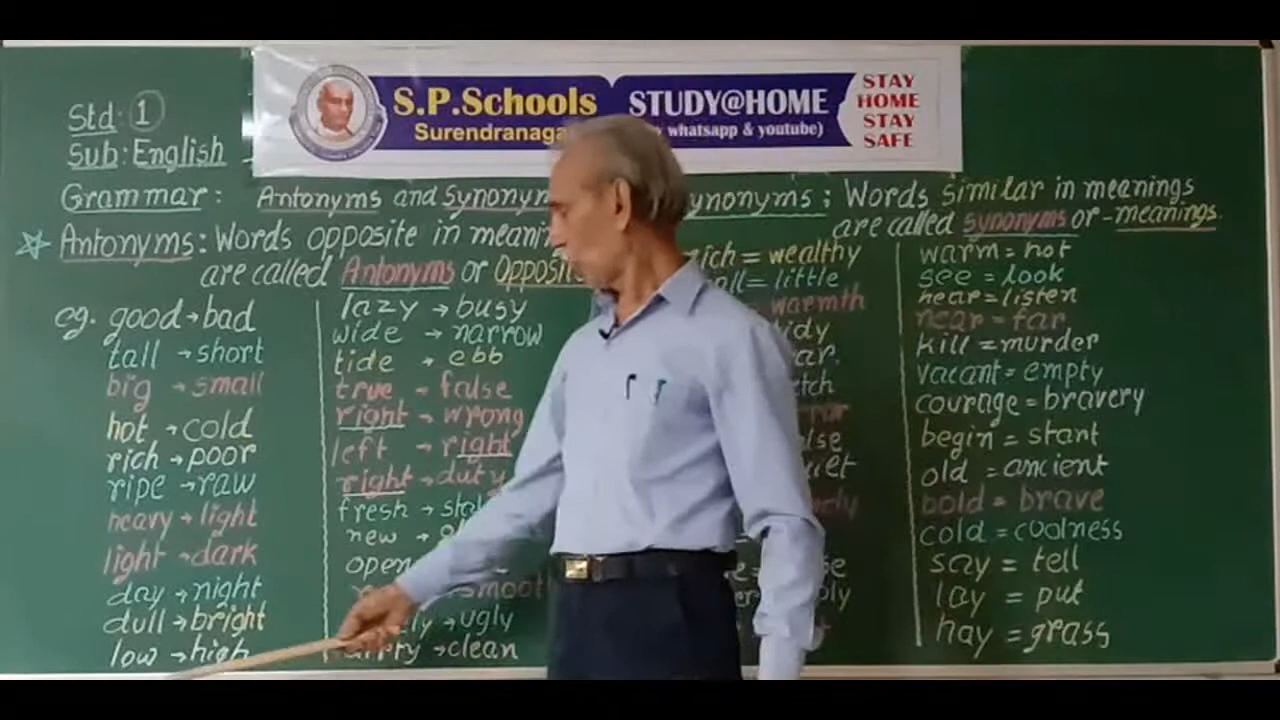 S.P.Schools
Surendranaga
STUDY@HOME
whatsapp & youtube)
STAY
HOME
STAY
SAFE
Std. 1
Sub: English
Grammar: Antonyms and Synonym
Antonyms: Words opposite in meani
are called Antonyms or Opposit
eg. good → bad
tall → short
big → small
hot → cold
rich → poor
ripe → raw
heavy → light
light → dark
day → night
dull → bright
low → high
lazy → busy
wide → narrow
tide → ebb
true → false
right → wrong
left → right
right → duty
fresh →
new →
open
smoot
→ ugly
→ clean
ynonyms: Words similar in meanings
are called synonyms or -meanings.
rich = wealthy
= little
warmth
warm = hot
see = look
hear = listen
near = far
kill = murder
vacant = empty
courage = bravery
begin = start
old = ancient
bold = brave
cold = coolness
say = tell
lay = put
hay = grass